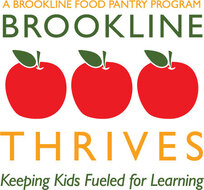 A BROOKLINE FOOD PANTRY PROGRAM
BROOKLINE
THRIVES
Keeping Kids Fueled for Learning